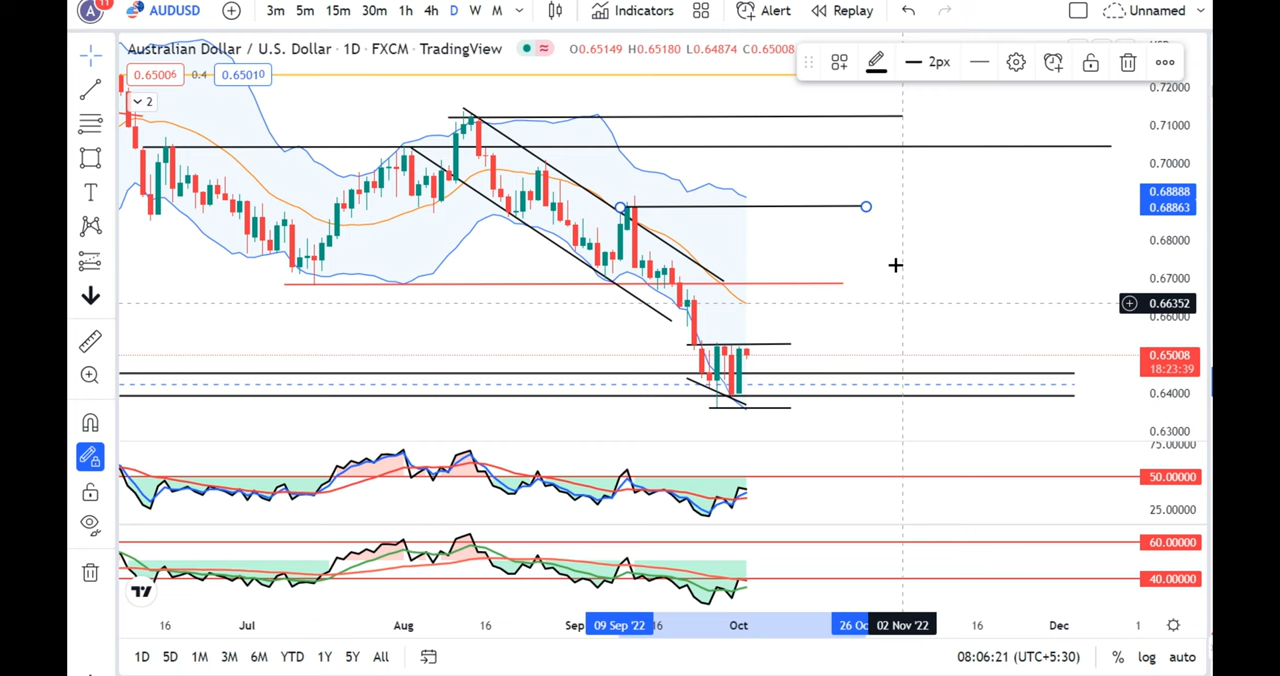 A 11 AUDUSD 3m 5m 15m 30m 1h 4h D W M Indicators Alert Replay Unnamed
Australian Dollar / U.S. Dollar · 1D · FXCM · TradingView O0.65149 H0.65180 L0.64874 C0.65008
2px
0.65006 0.4 0.65010
2
T
0.72000
0.71000
0.70000
0.68888
0.68863
0.68000
0.67000
0.66352
0.66000
0.65008
18:23:39
0.64000
0.63000
75.00000
50.00000
25.00000
60.00000
40.00000
16 Jul 16 Aug 16 Sep 09 Sep '22 16 Oct 26 Oc 02 Nov '22 16 Dec 1
1D 5D 1M 3M 6M YTD 1Y 5Y All 08:06:21 (UTC+5:30) % log auto